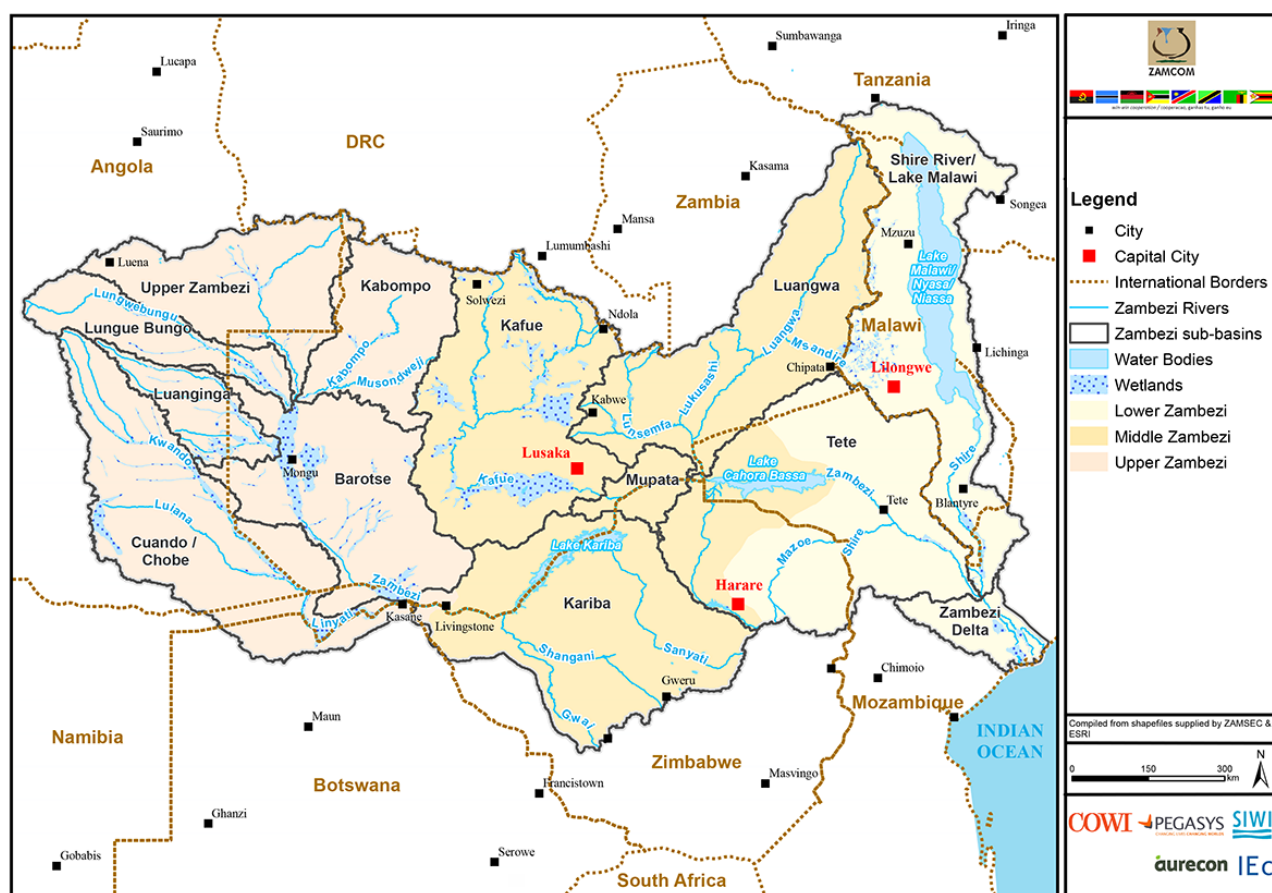 Iringa
Sumbawanga
Lucapa
Tanzania
Saurimo
DRC
Angola
Shire River/
Lake Malawi
Kasama
Zambia
Songea
Mansa
Mzuzu
Lumumbashi
Luena
Lake
Malawi/
Nyasa/
Niassa
Upper Zambezi
Kabompo
Luangwa
Solwezi
Lungwebungu
Kafue
Ndola
Lungue Bungo
Malawi
Luangwa
Msandire
Lichinga
Kabompo
Musondweji
Chipata
Lilongwe
Luanginga
Lukusashi
Kabwe
Lunsemfa
Kwando
Tete
Lusaka
Mongu
Barotse
Kafue
Mupata
Lake
Cahora Bassa
Zambezi
Shire
Tete
Blantyre
Luiana
Cuando /
Chobe
Lake Kariba
Mazoe
Shire
Zambezi
Harare
Kariba
Linyati
Kasane
Livingstone
Zambezi
Delta
Shangani
Sanyati
Gweru
Chimoio
Mozambique
Gwai
Maun
Namibia
INDIAN
OCEAN
Zimbabwe
Botswana
Francistown
Masvingo
Ghanzi
Gobabis
Serowe
South Africa
ZAMCOM
Legend
City
Capital City
International Borders
Zambezi Rivers
Zambezi sub-basins
Water Bodies
Wetlands
Lower Zambezi
Middle Zambezi
Upper Zambezi
Compiled from shapefiles supplied by ZAMSEC &
ESRI
N
0 150 300
km
COWI
PEGASYS
SIWI
aurecon
IEc